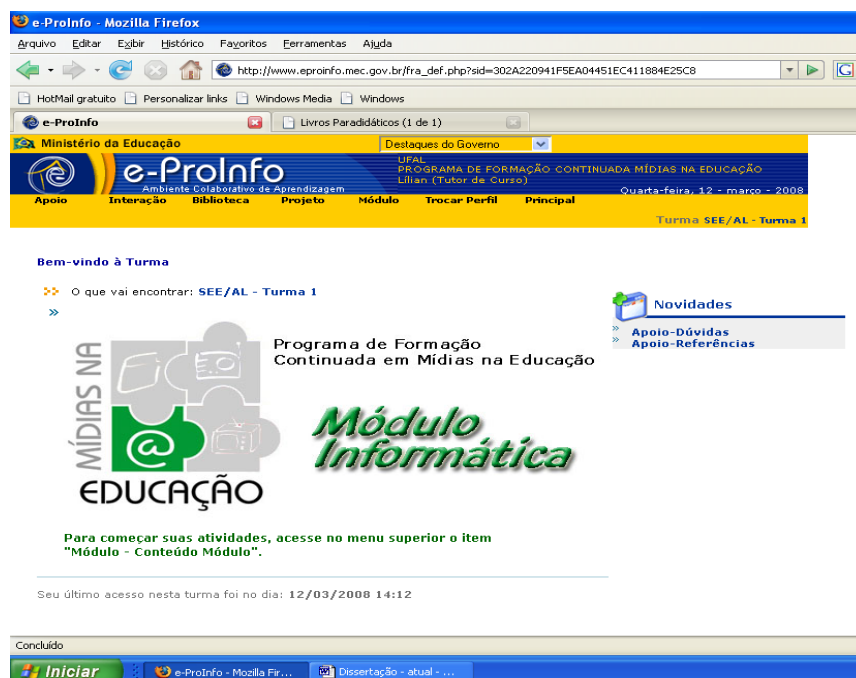 e-ProInfo - Mozilla Firefox
Arquivo Editar Exibir Histórico Favoritos Ferramentas Ajuda
http://www.eproinfo.mec.gov.br/fra_def.php?sid=302A220941F5EA04451EC411884E25C8
HotMail gratuito Personalizar links Windows Media Windows
e-ProInfo Livros Paradidáticos (1 de 1)
Ministério da Educação Destaques do Governo
e-ProInfo
Ambiente Colaborativo de Aprendizagem
UFAL
PROGRAMA DE FORMAÇÃO CONTINUADA MÍDIAS NA EDUCAÇÃO
Lílian (Tutor de Curso)
Quarta-feira, 12 - março - 2008
Apoio Interação Biblioteca Projeto Módulo Trocar Perfil Principal
Turma SEE/AL - Turma 1
Bem-vindo à Turma
O que vai encontrar: SEE/AL - Turma 1
Novidades
Apoio-Dúvidas
Apoio-Referências
MÍDIAS NA
EDUCAÇÃO
Programa de Formação
Continuada em Mídias na Educação
Módulo
Informática
Para começar suas atividades, acesse no menu superior o item
"Módulo - Conteúdo Módulo".
Seu último acesso nesta turma foi no dia: 12/03/2008 14:12
Concluído
Iniciar e-ProInfo - Mozilla Fir... Dissertação - atual - ...